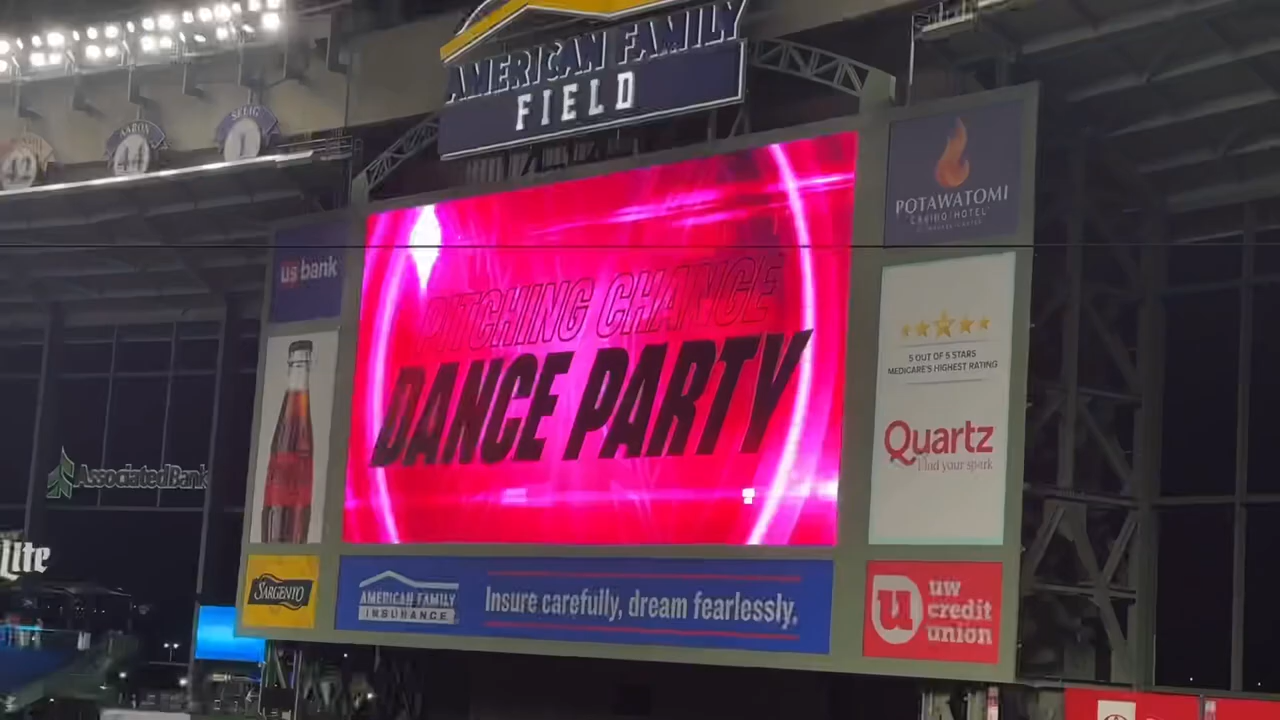 AMERICAN FAMILY
FIELD
SELIG
1
AARON
44
42
POTAWATOMI
CASINO HOTEL
usbank
PITCHING CHANGE
DANCE PARTY
5 OUT OF 5 STARS
MEDICARE'S HIGHEST RATING
Quartz
Find your spark
AssociatedBank
Lite
SARGENTO
AMERICAN FAMILY
INSURANCE
Insure carefully, dream fearlessly.
u
uw
credit
union